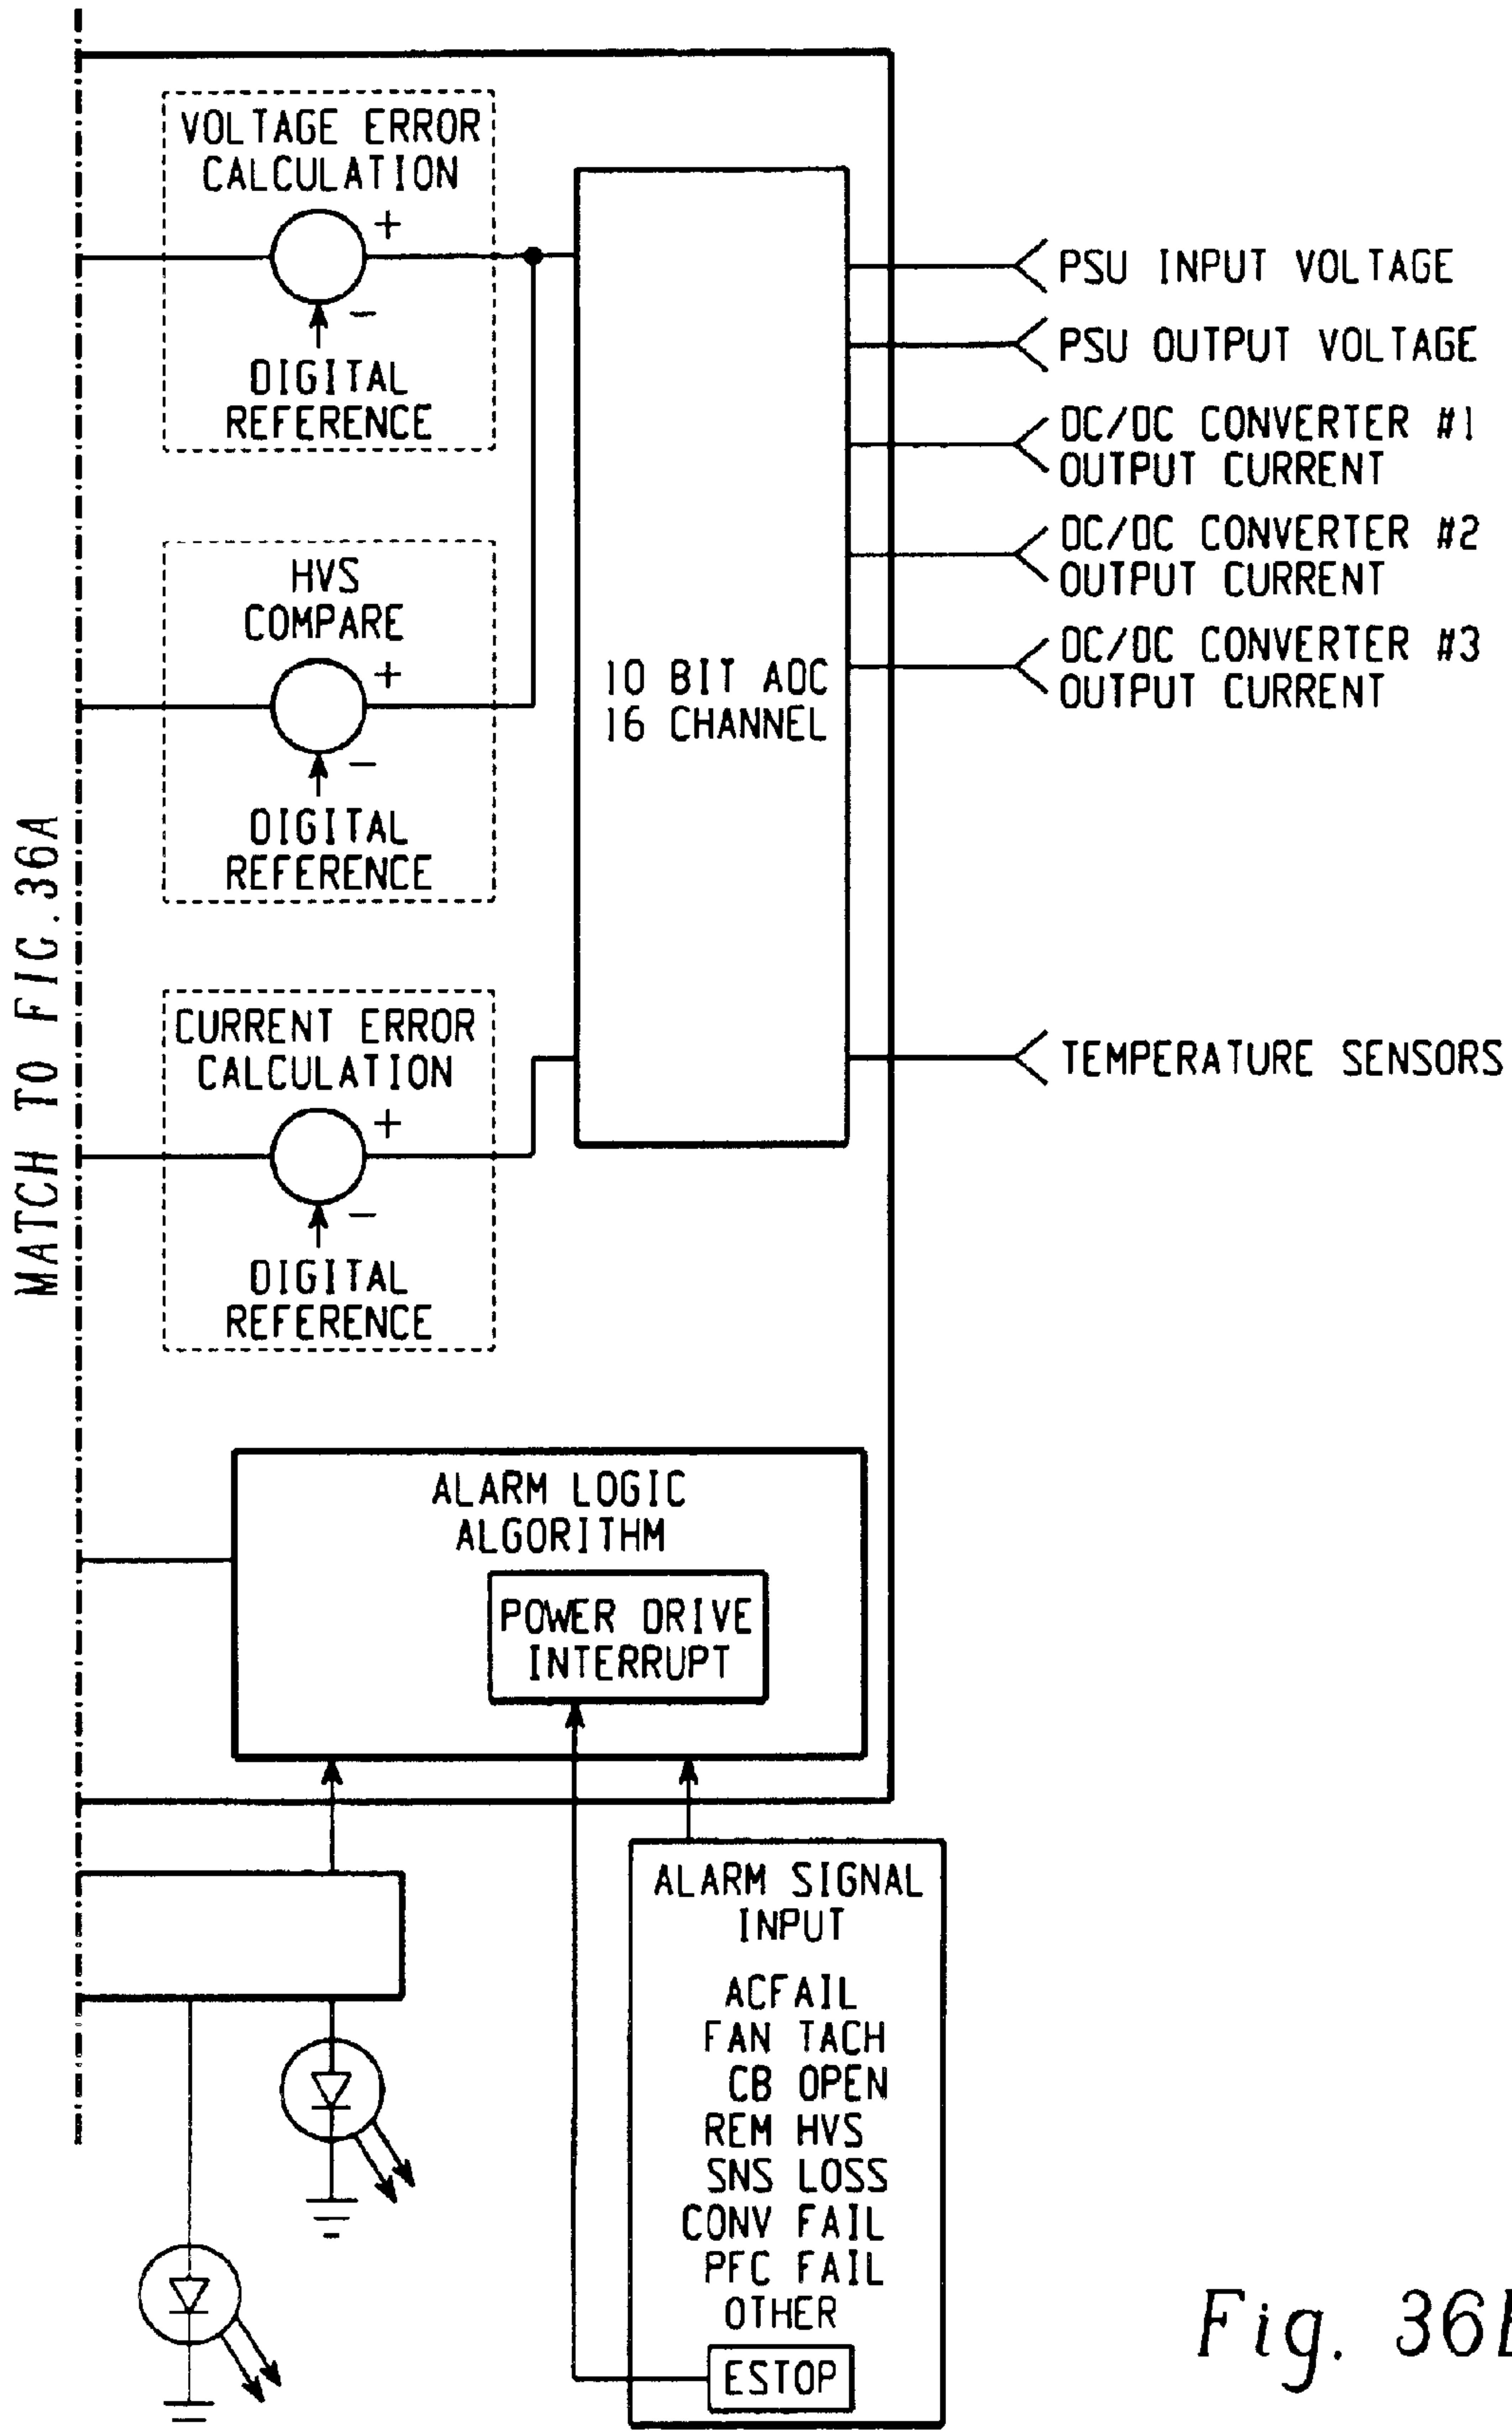 MATCH TO FIG.36A
VOLTAGE ERROR
CALCULATION
+
−
DIGITAL
REFERENCE
HVS
COMPARE
+
−
DIGITAL
REFERENCE
CURRENT ERROR
CALCULATION
+
−
DIGITAL
REFERENCE
10 BIT ADC
16 CHANNEL
PSU INPUT VOLTAGE
PSU OUTPUT VOLTAGE
DC/DC CONVERTER #1
OUTPUT CURRENT
DC/DC CONVERTER #2
OUTPUT CURRENT
DC/DC CONVERTER #3
OUTPUT CURRENT
TEMPERATURE SENSORS
ALARM LOGIC
ALGORITHM
POWER DRIVE
INTERRUPT
ALARM SIGNAL
INPUT
ACFAIL
FAN TACH
CB OPEN
REM HVS
SNS LOSS
CONV FAIL
PFC FAIL
OTHER
ESTOP
Fig.